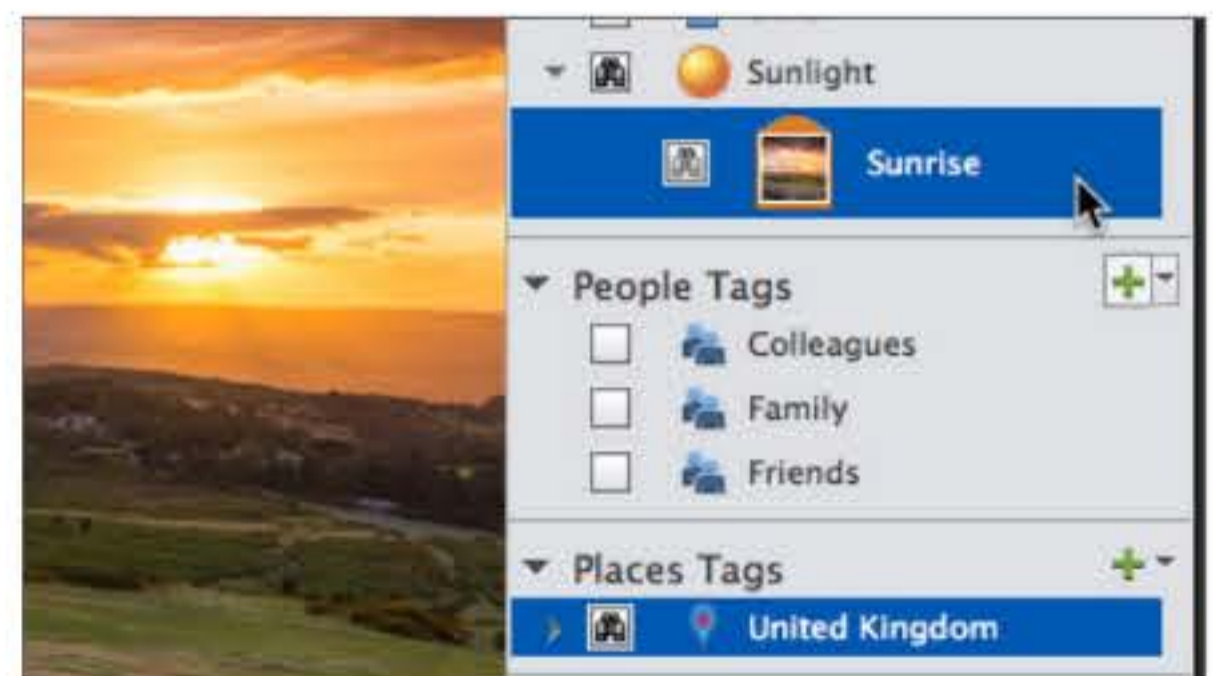 Sunlight
Sunrise
People Tags
Colleagues
Family
Friends
Places Tags
United Kingdom